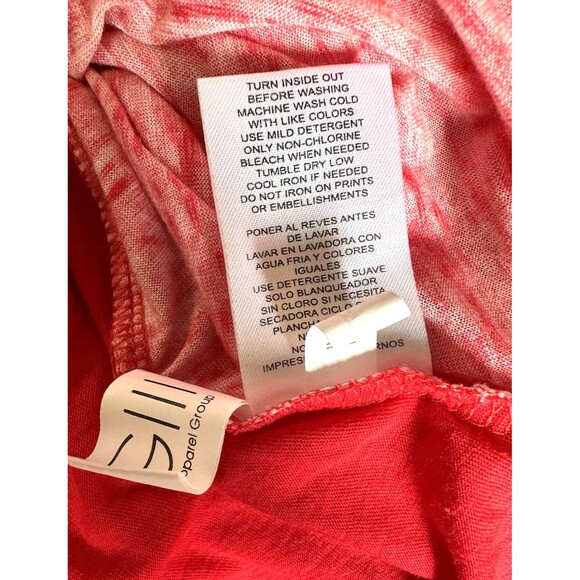 TURN INSIDE OUT
BEFORE WASHING
MACHINE WASH COLD
WITH LIKE COLORS
USE MILD DETERGENT
ONLY NON-CHLORINE
BLEACH WHEN NEEDED
TUMBLE DRY LOW
COOL IRON IF NEEDED
DO NOT IRON ON PRINTS
OR EMBELLISHMENTS
PONER AL REVES ANTES
DE LAVAR
LAVAR EN LAVADORA CON
AGUA FRIA Y COLORES
IGUALES
USE DETERGENTE SUAVE
SOLO BLANQUEADOR
SIN CLORO SI NECESITA
SECADORA CICLO
PLANCHA
IMPRES
parel Group